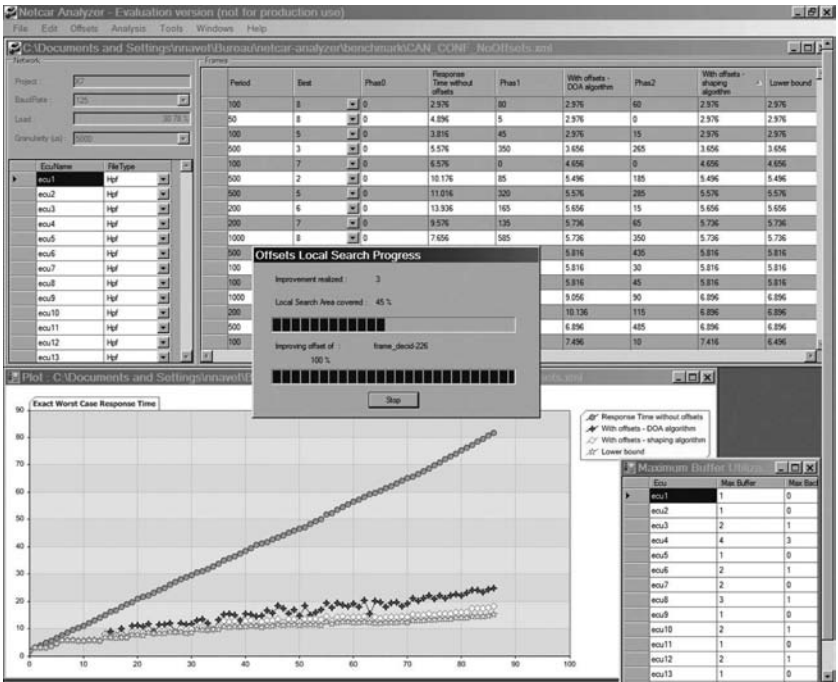 Netcar Analyzer - Evaluation version (not for production use)
File Edit Offsets Analysis Tools Windows Help
C:\Documents and Settings\nnavet\Bureau\netcar-analyzer\benchmark\CAN_CONF_NoOffsets.xml
Network
Project :
BaudRate : 125
Load :
Granularity (us) : 5000
EcuName FileType
ecu1 Hpf
ecu2 Hpf
ecu3 Hpf
ecu4 Hpf
ecu5 Hpf
ecu6 Hpf
ecu7 Hpf
ecu8 Hpf
ecu9 Hpf
ecu10 Hpf
ecu11 Hpf
ecu12 Hpf
ecu13 Hpf
Frames
Period Best Phas0 Response Time without offsets Phas1 With offsets - DOA algorithm Phas2 With offsets - shaping algorithm Lower bound
100 8 0 2.976 80 2.976 60 2.976 2.976
50 8 0 4.896 5 2.976 0 2.976 2.976
100 5 0 3.816 45 2.976 15 2.976 2.976
500 3 0 5.576 350 3.656 265 3.656 3.656
100 7 0 6.576 0 4.656 0 4.656 4.656
500 2 0 10.176 85 5.496 185 5.496 5.496
500 5 0 11.016 320 5.576 285 5.576 5.576
200 6 0 13.936 165 5.656 15 5.656 5.656
200 7 0 9.576 135 5.736 65 5.736 5.736
1000 8 0 7.656 585 5.736 350 5.736 5.736
500 5.816 435 5.816 5.816
100 5.816 30 5.816 5.816
100 5.816 45 5.816 5.816
1000 9.056 90 6.896 6.896
200 10.136 115 6.896 6.896
500 6.896 485 6.896 6.896
100 7.496 10 7.416 6.496
Offsets Local Search Progress
Improvement realized : 3
Local Search Area covered : 45 %
Improving offset of : frame_decid-226
100 %
Stop
Plot : C:\Documents and Settings\nnavet\B
ets.xml
Exact Worst Case Response Time
90
80
70
60
50
40
30
20
10
0
0 10 20 30 40 50 60 70 80 90 100
Response Time without offsets
With offsets - DOA algorithm
With offsets - shaping algorithm
Lower bound
Maximum Buffer Utiliza
Ecu Max Buffer Max Bac
ecu1 1 0
ecu2 1 0
ecu3 2 1
ecu4 4 3
ecu5 1 0
ecu6 2 1
ecu7 2 0
ecu8 3 1
ecu9 1 0
ecu10 2 1
ecu11 1 0
ecu12 2 1
ecu13 1 0